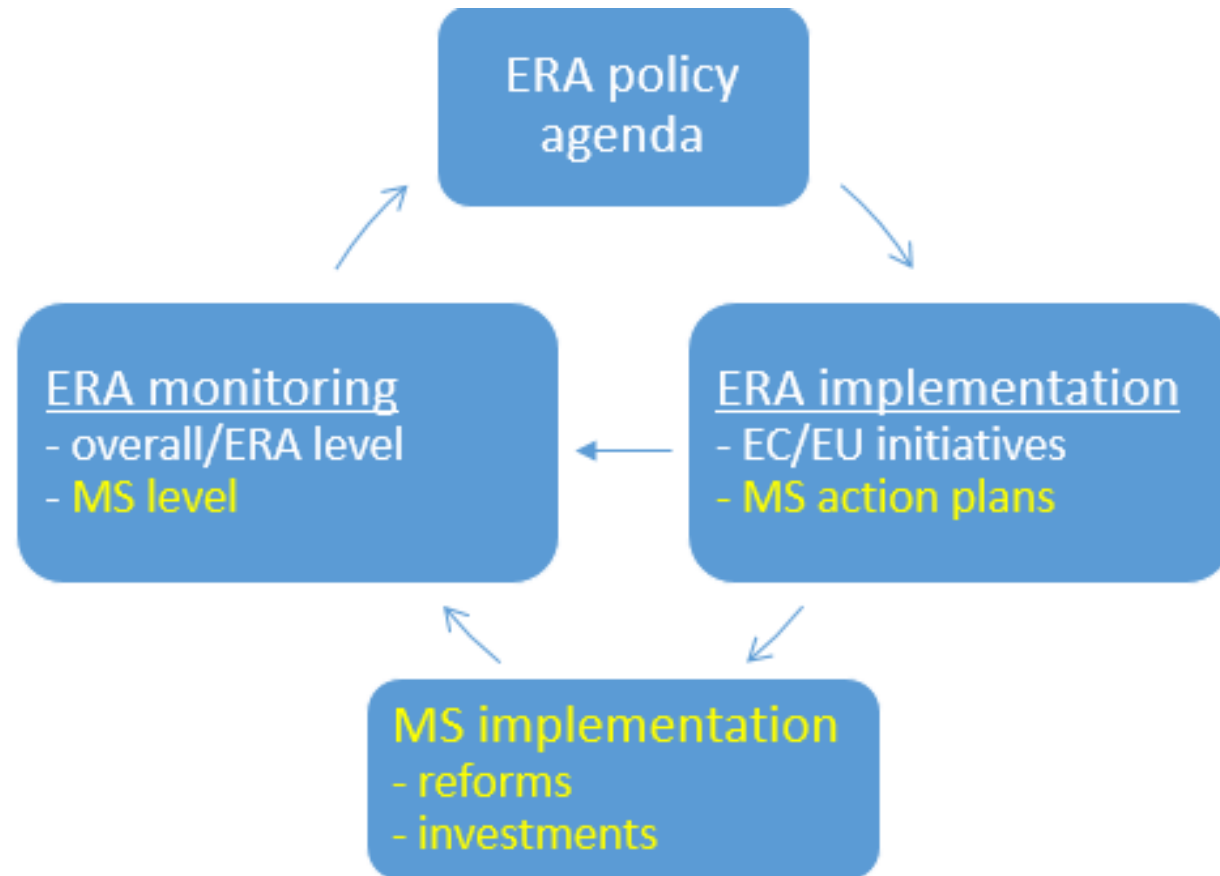 ERA policy
agenda
ERA monitoring
- overall/ERA level
- MS level
ERA implementation
- EC/EU initiatives
- MS action plans
MS implementation
- reforms
- investments